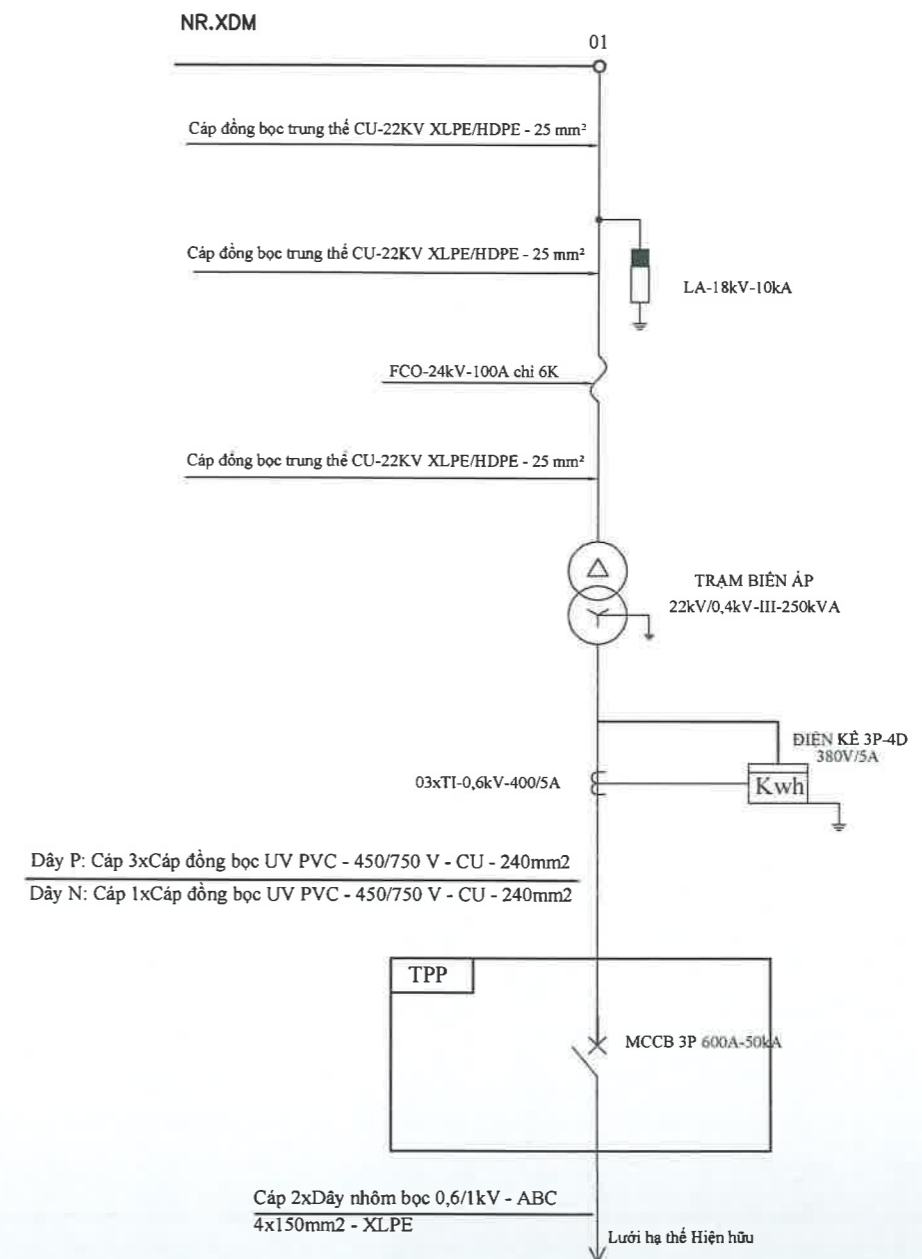 NR.XDM
01
Cáp đồng bọc trung thế CU-22KV XLPE/HDPE - 25 mm²
Cáp đồng bọc trung thế CU-22KV XLPE/HDPE - 25 mm²
LA-18kV-10kA
FCO-24kV-100A chì 6K
Cáp đồng bọc trung thế CU-22KV XLPE/HDPE - 25 mm²
TRẠM BIẾN ÁP
22kV/0,4kV-III-250kVA
ĐIỆN KẾ 3P-4D
380V/5A
03xTI-0,6kV-400/5A
Kwh
Dây P: Cáp 3xCáp đồng bọc UV PVC - 450/750 V - CU - 240mm2
Dây N: Cáp 1xCáp đồng bọc UV PVC - 450/750 V - CU - 240mm2
TPP
MCCB 3P 600A-50kA
Cáp 2xDây nhôm bọc 0,6/1kV - ABC
4x150mm2 - XLPE
Lưới hạ thế Hiện hữu